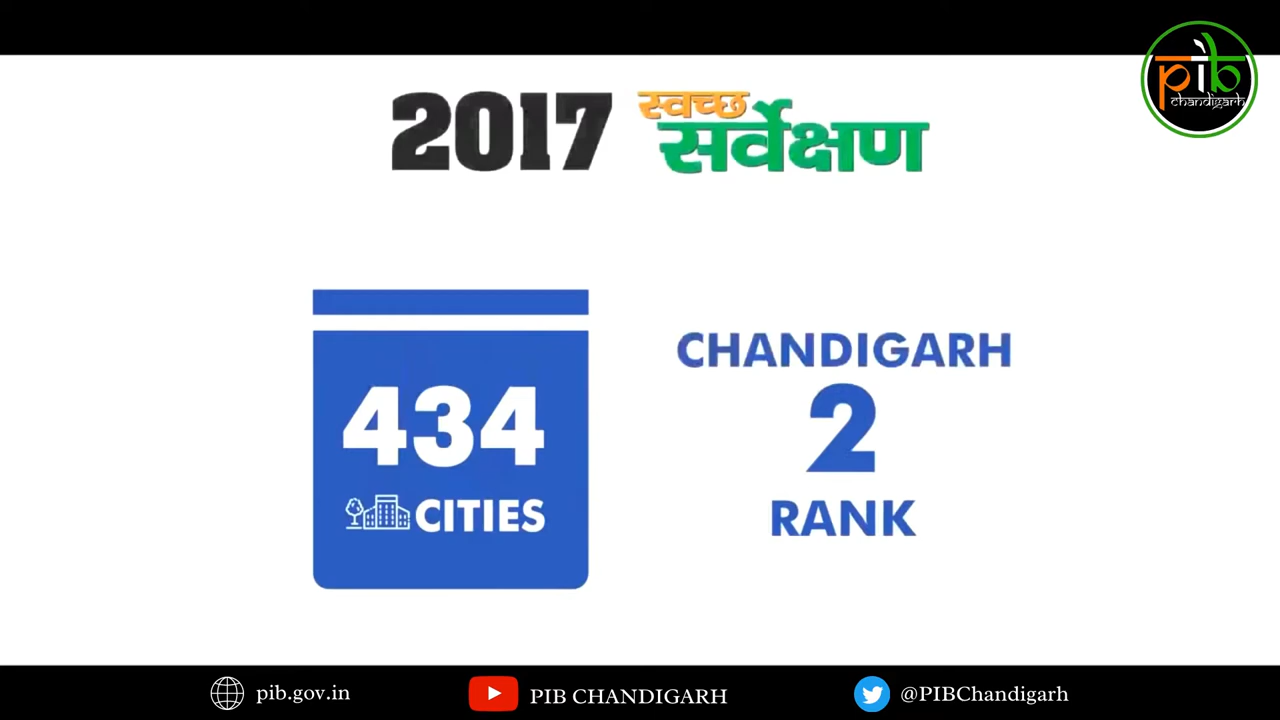 pib
chandigarh
2017 स्वच्छ
सर्वेक्षण
434
CITIES
CHANDIGARH
2
RANK
pib.gov.in
PIB CHANDIGARH
@PIBChandigarh